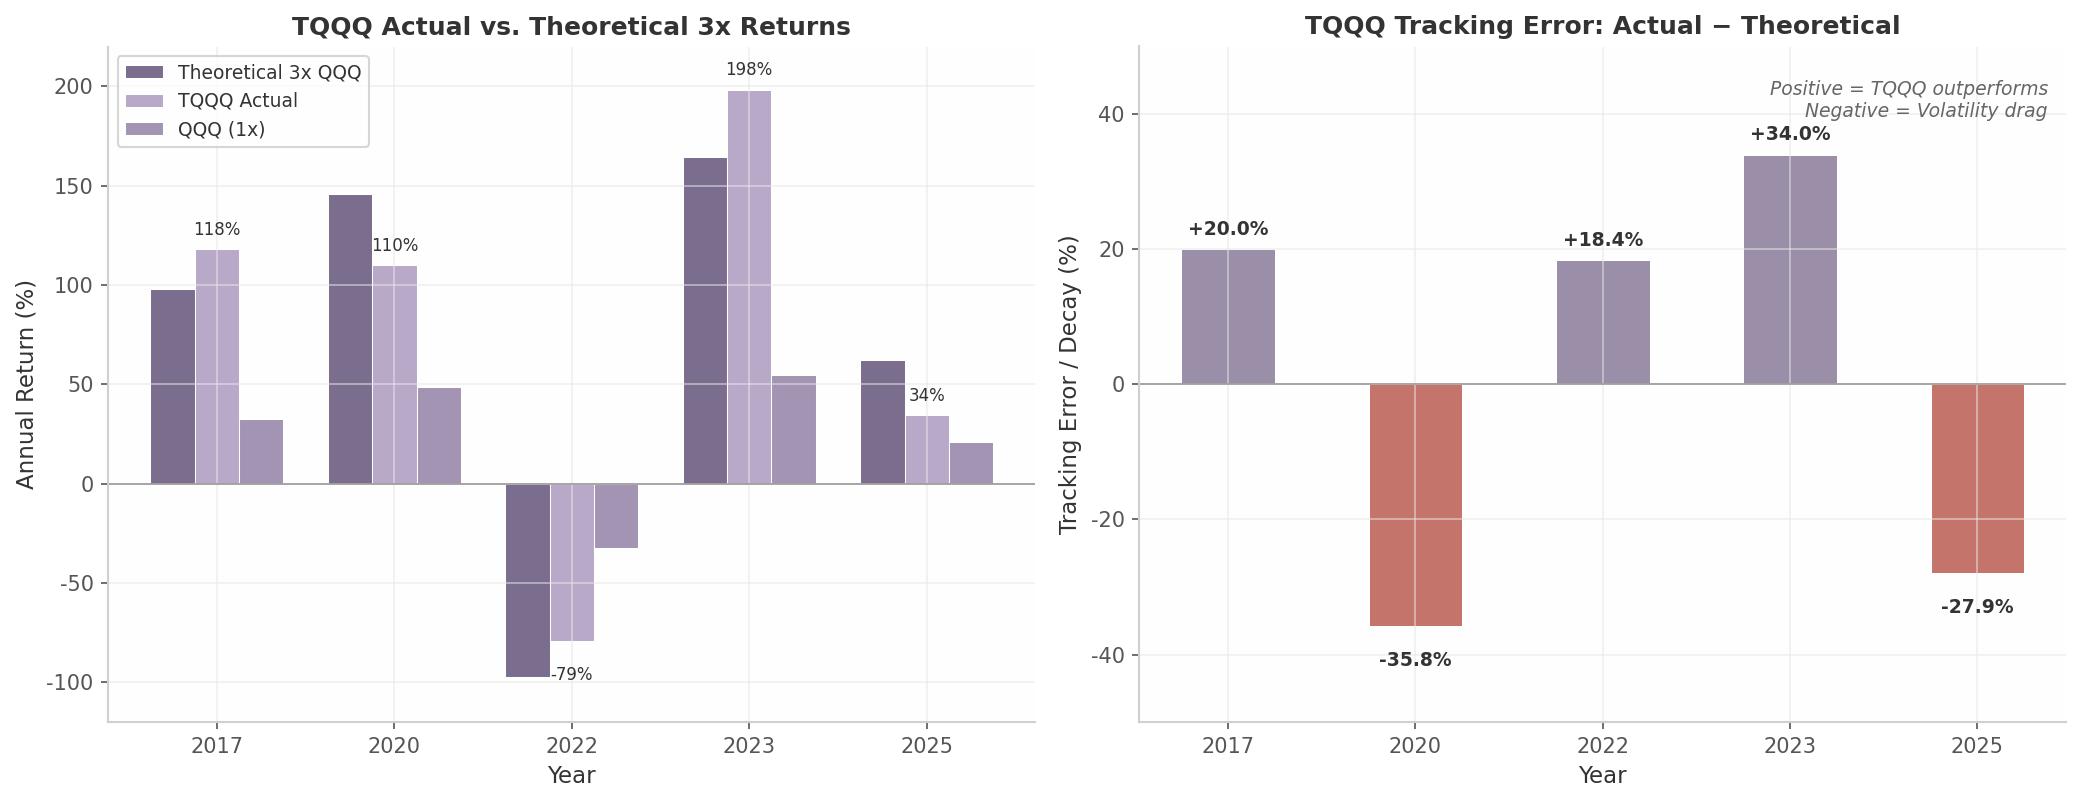 TQQQ Actual vs. Theoretical 3x Returns
Theoretical 3x QQQ
TQQQ Actual
QQQ (1x)
Annual Return (%)
200
150
100
50
0
-50
-100
118%
110%
-79%
198%
34%
2017
2020
2022
2023
2025
Year
TQQQ Tracking Error: Actual − Theoretical
Positive = TQQQ outperforms
Negative = Volatility drag
Tracking Error / Decay (%)
40
20
0
-20
-40
+20.0%
-35.8%
+18.4%
+34.0%
-27.9%
2017
2020
2022
2023
2025
Year